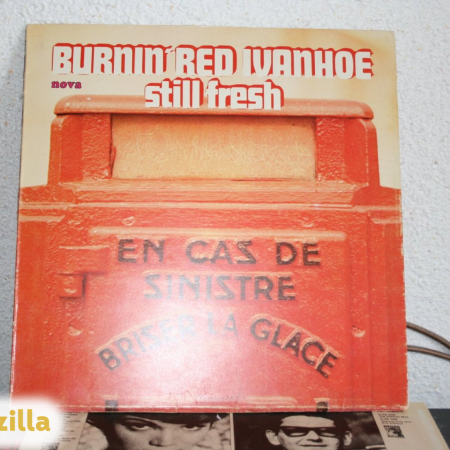 BURNIN' RED IVANHOE
nova
still fresh
EN CAS DE
SINISTRE
BRISER LA GLACE
zilla